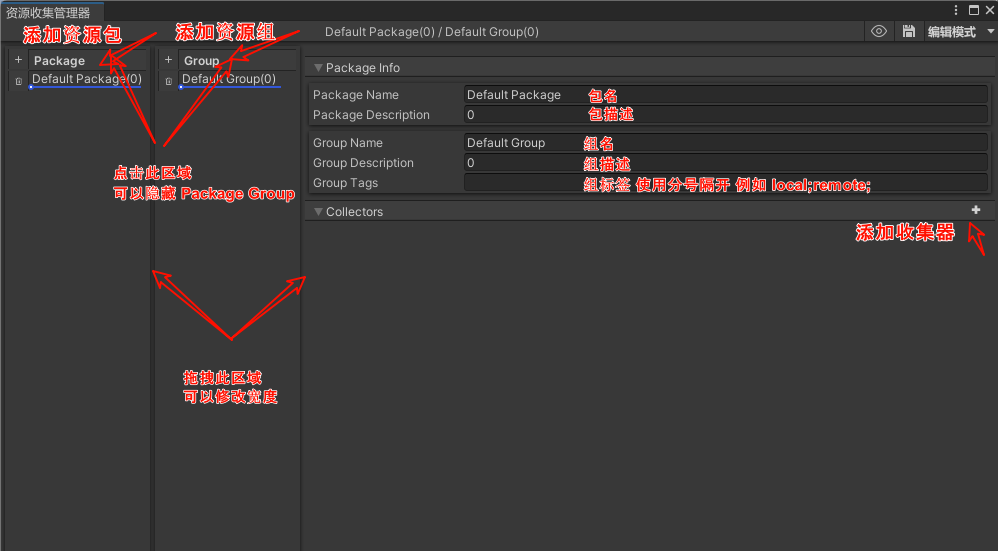 资源收集管理器
添加资源包
添加资源组
Default Package(0) / Default Group(0)
编辑模式
+ Package
+ Group
Default Package(0)
Default Group(0)
Package Info
Package Name Default Package 包名
Package Description 0 包描述
Group Name Default Group 组名
Group Description 0 组描述
Group Tags 组标签 使用分号隔开 例如 local;remote;
点击此区域
可以隐藏 Package Group
Collectors +
添加收集器
拖拽此区域
可以修改宽度